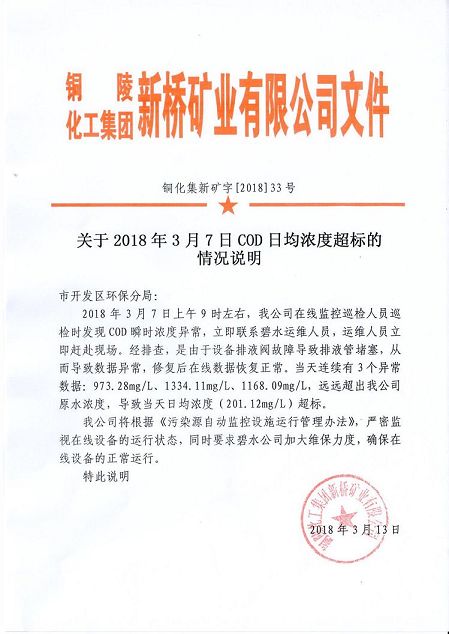 铜陵
化工集团
新桥矿业有限公司文件
铜化集新矿字[2018]33号
关于2018年3月7日COD日均浓度超标的
情况说明
市开发区环保分局：
2018年3月7日上午9时左右，我公司在线监控巡检人员巡
检时发现COD瞬时浓度异常，立即联系碧水运维人员，运维人员立
即赶赴现场。经排查，是由于设备排液阀故障导致排液管堵塞，从
而导致数据异常，修复后在线数据恢复正常。当天连续有3个异常
数据：973.28mg/L、1334.11mg/L、1168.09mg/L，远远超出我公司
原水浓度，导致当天日均浓度（201.12mg/L）超标。
我公司将根据《污染源自动监控设施运行管理办法》，严密监
视在线设备的运行状态，同时要求碧水公司加大维保力度，确保在
线设备的正常运行。
特此说明
铜陵化工集团新桥矿业有限公司
2018年3月13日